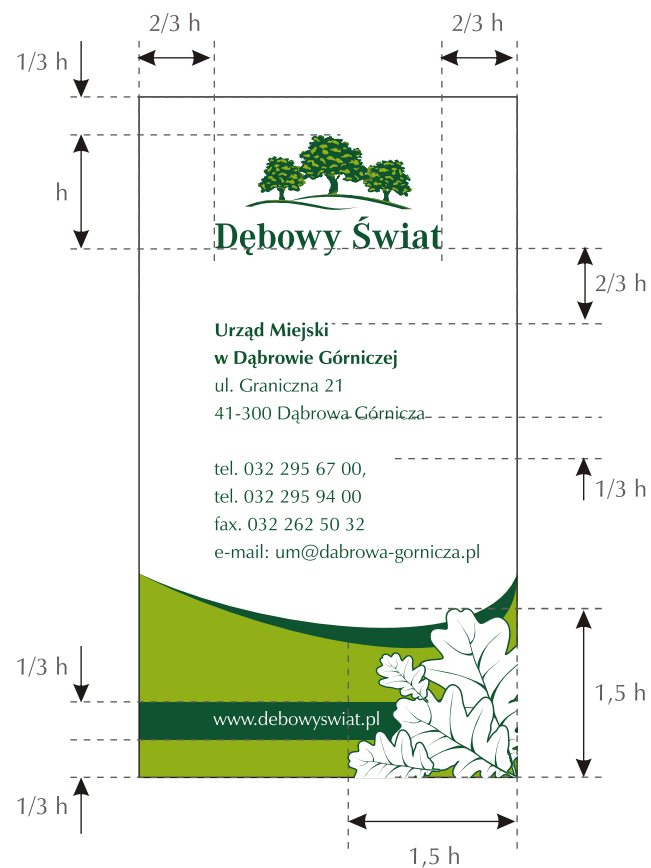 2/3 h
2/3 h
1/3 h
h
Dębowy Świat
2/3 h
Urząd Miejski
w Dąbrowie Górniczej
ul. Graniczna 21
41-300 Dąbrowa Górnicza
tel. 032 295 67 00,
1/3 h
tel. 032 295 94 00
fax. 032 262 50 32
e-mail: um@dabrowa-gornicza.pl
1/3 h
1,5 h
www.debowyswiat.pl
1/3 h
1,5 h